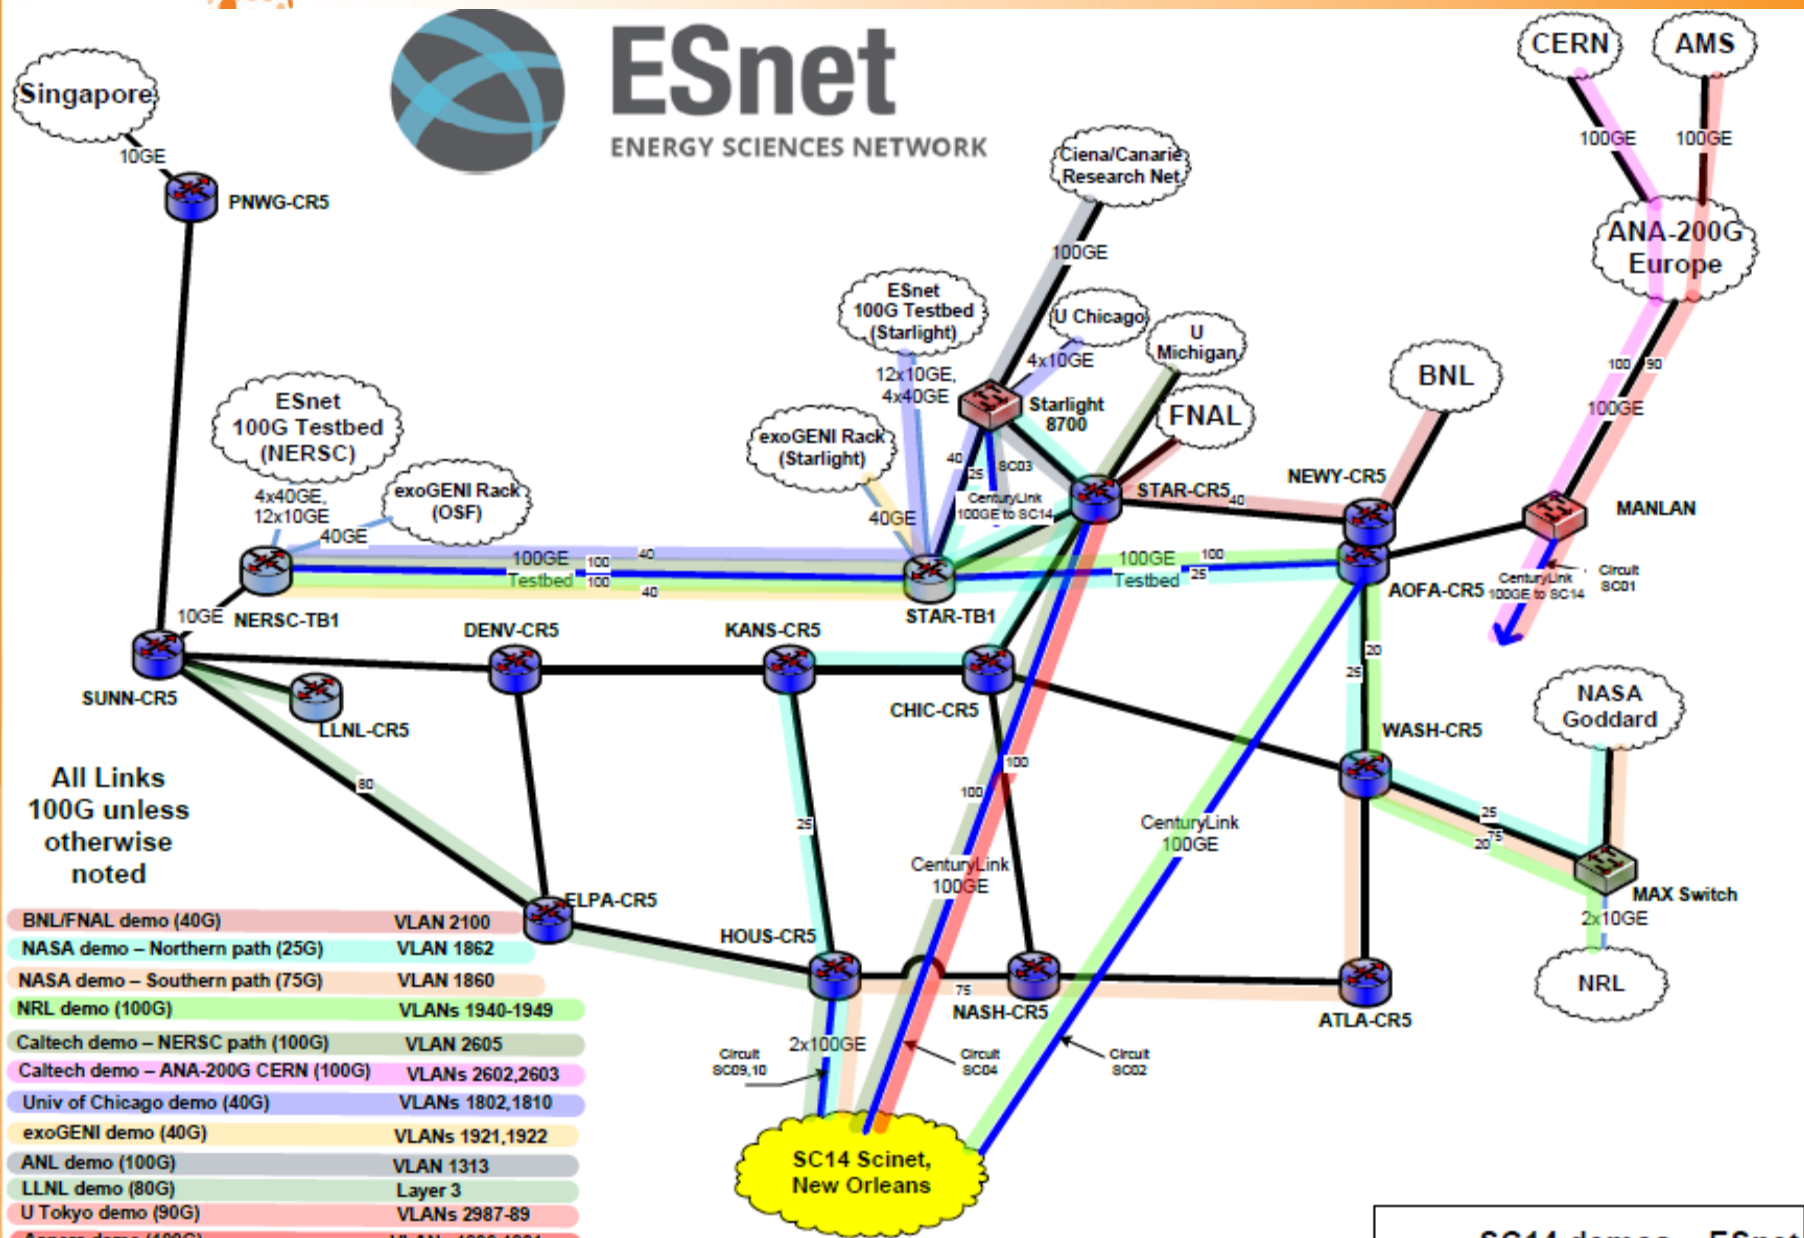 ESnet
ENERGY SCIENCES NETWORK
CERN
AMS
Singapore
10GE
PNWG-CR5
100GE
100GE
Ciena/Canarie
Research Net
100GE
ANA-200G
Europe
ESnet
100G Testbed
(Starlight)
U Chicago
4x10GE
U
Michigan
12x10GE,
4x40GE
Starlight
8700
FNAL
BNL
100
90
100GE
ESnet
100G Testbed
(NERSC)
exoGENI Rack
(Starlight)
40
25
SC03
CenturyLink
100GE to SC14
STAR-CR5
40
NEWY-CR5
MANLAN
4x40GE,
12x10GE
exoGENI Rack
(OSF)
40GE
40GE
100GE
Testbed
100
100
40
40
100GE
Testbed
100
25
AOFA-CR5
CenturyLink
100GE to SC14
Circuit
SC01
10GE
NERSC-TB1
STAR-TB1
DENV-CR5
KANS-CR5
SUNN-CR5
LLNL-CR5
CHIC-CR5
20
25
NASA
Goddard
WASH-CR5
All Links
100G unless
otherwise
noted
80
25
100
100
CenturyLink
100GE
CenturyLink
100GE
25
75
20
MAX Switch
2x10GE
NRL
ELPA-CR5
HOUS-CR5
75
NASH-CR5
ATLA-CR5
2x100GE
Circuit
SC09,10
Circuit
SC04
Circuit
SC02
SC14 Scinet,
New Orleans
BNL/FNAL demo (40G) VLAN 2100
NASA demo – Northern path (25G) VLAN 1862
NASA demo – Southern path (75G) VLAN 1860
NRL demo (100G) VLANs 1940-1949
Caltech demo – NERSC path (100G) VLAN 2605
Caltech demo – ANA-200G CERN (100G) VLANs 2602,2603
Univ of Chicago demo (40G) VLANs 1802,1810
exoGENI demo (40G) VLANs 1921,1922
ANL demo (100G) VLAN 1313
LLNL demo (80G) Layer 3
U Tokyo demo (90G) VLANs 2987-89
SC14 demos ESnet